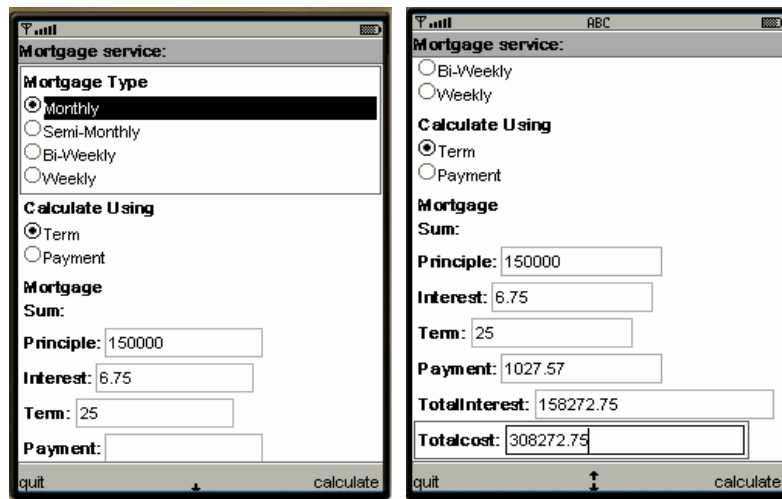 Mortgage service:
Mortgage Type
Monthly
Semi-Monthly
Bi-Weekly
Weekly
Calculate Using
Term
Payment
Mortgage
Sum:
Principle: 150000
Interest: 6.75
Term: 25
Payment:
quit calculate
ABC
Mortgage service:
Bi-Weekly
Weekly
Calculate Using
Term
Payment
Mortgage
Sum:
Principle: 150000
Interest: 6.75
Term: 25
Payment: 1027.57
TotalInterest: 158272.75
Totalcost: 308272.75
quit calculate